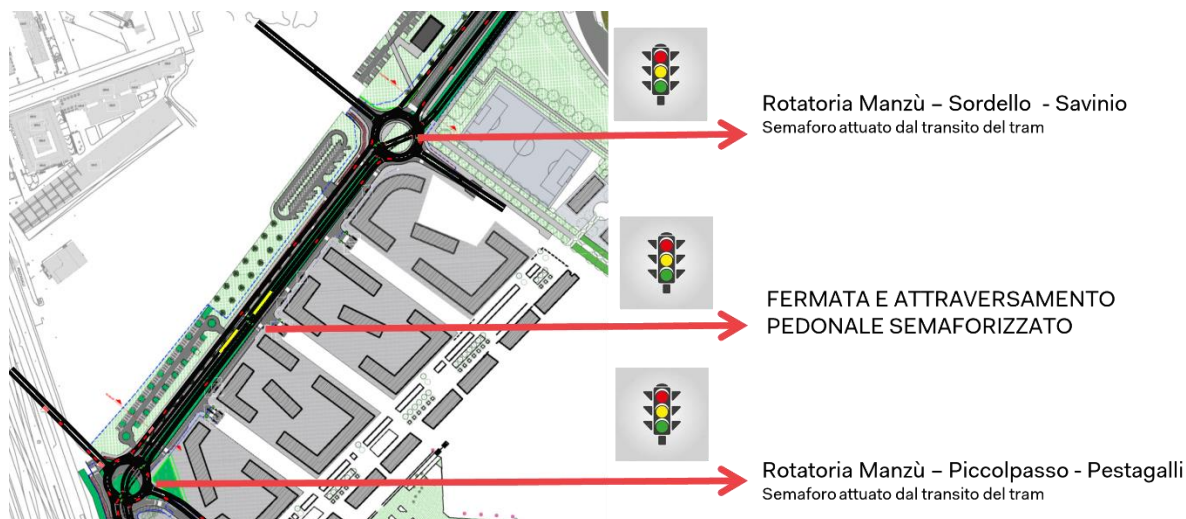 Rotatoria Manzù – Sordello - Savinio
Semaforo attuato dal transito del tram
FERMATA E ATTRAVERSAMENTO
PEDONALE SEMAFORIZZATO
Rotatoria Manzù – Piccolpasso - Pestagalli
Semaforo attuato dal transito del tram